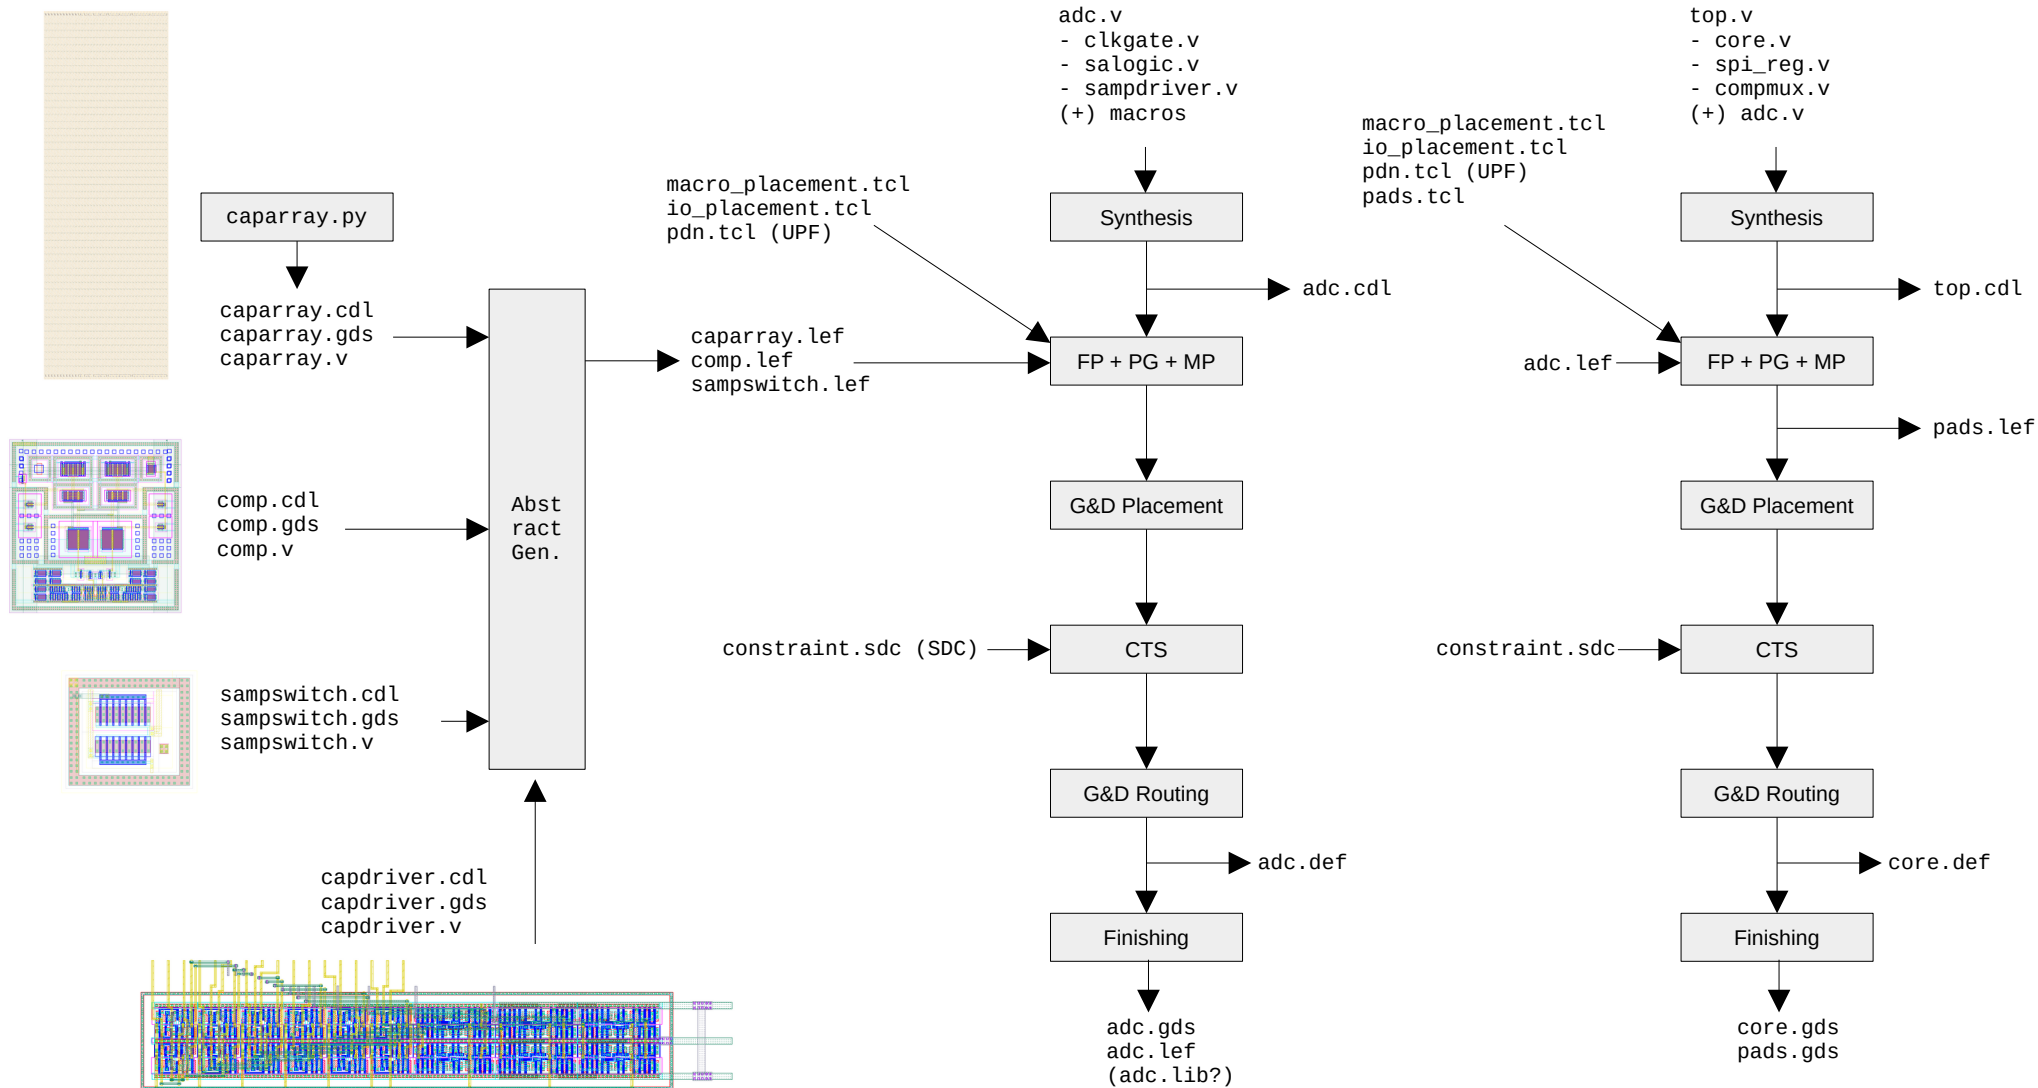 caparray.py
caparray.cdl
caparray.gds
caparray.v
comp.cdl
comp.gds
comp.v
sampswitch.cdl
sampswitch.gds
sampswitch.v
capdriver.cdl
capdriver.gds
capdriver.v
Abst
ract
Gen.
caparray.lef
comp.lef
sampswitch.lef
macro_placement.tcl
io_placement.tcl
pdn.tcl (UPF)
adc.v
- clkgate.v
- salogic.v
- sampdriver.v
(+) macros
Synthesis
adc.cdl
FP + PG + MP
G&D Placement
constraint.sdc (SDC)
CTS
G&D Routing
adc.def
Finishing
adc.gds
adc.lef
(adc.lib?)
macro_placement.tcl
io_placement.tcl
pdn.tcl (UPF)
pads.tcl
top.v
- core.v
- spi_reg.v
- compmux.v
(+) adc.v
Synthesis
top.cdl
adc.lef
FP + PG + MP
pads.lef
G&D Placement
constraint.sdc
CTS
G&D Routing
core.def
Finishing
core.gds
pads.gds